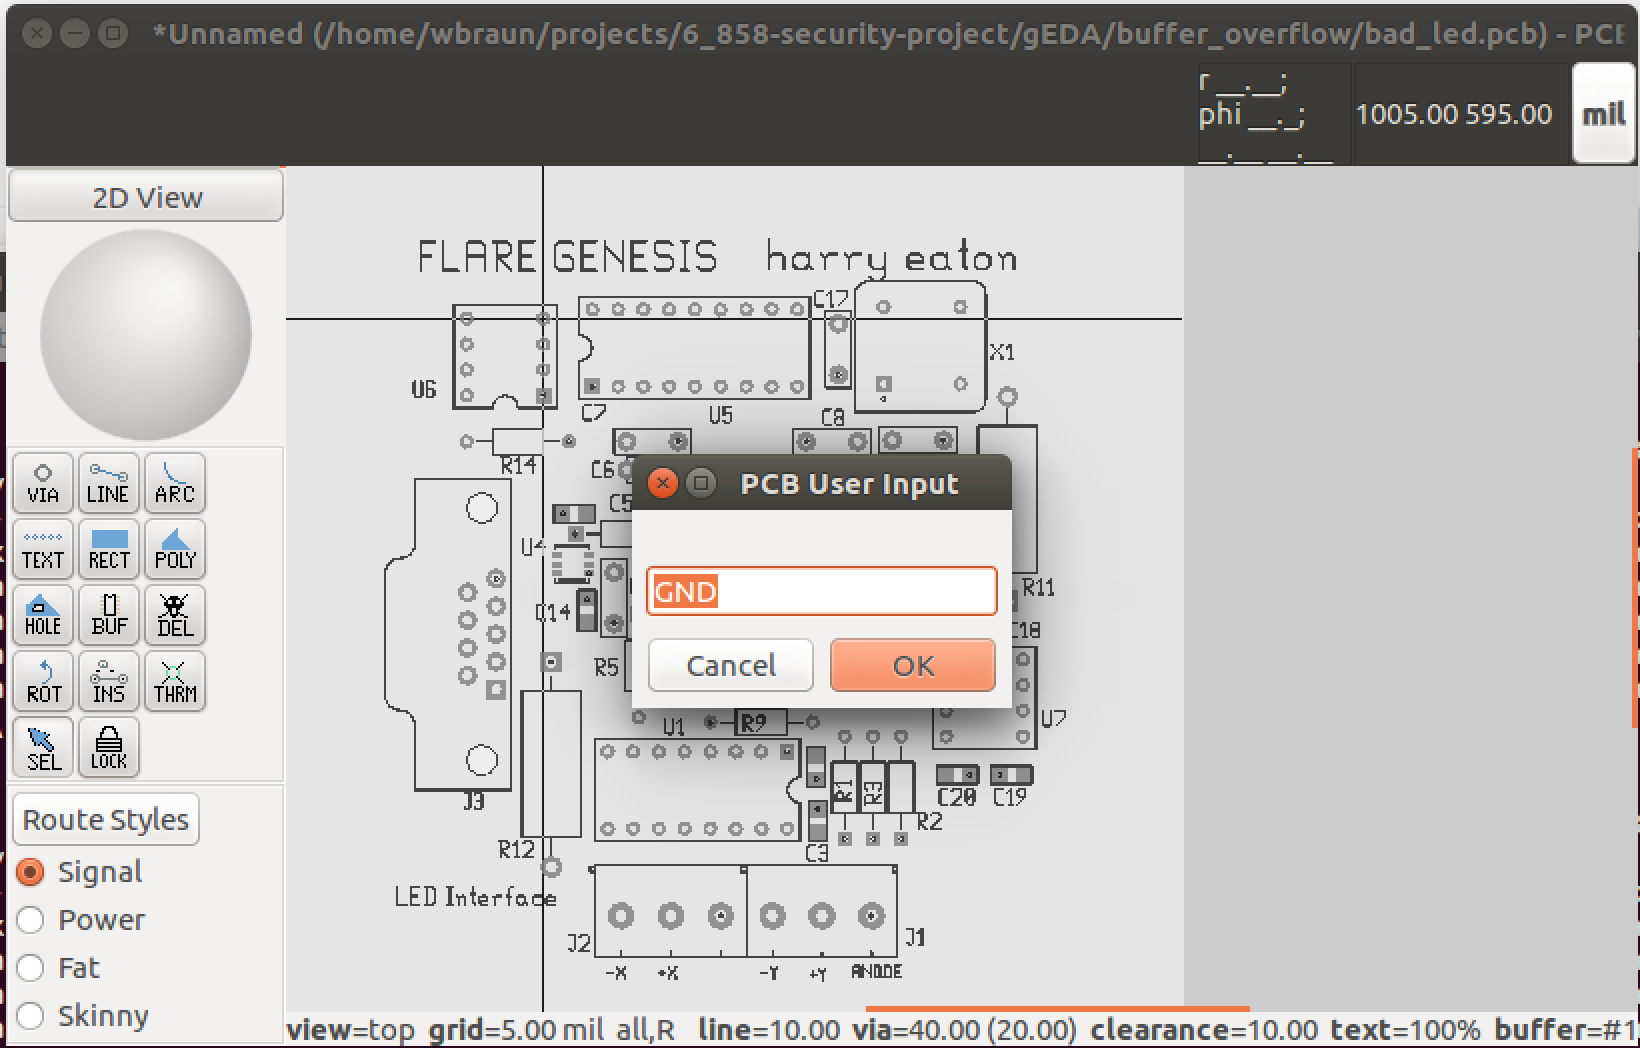 *Unnamed (/home/wbraun/projects/6_858-security-project/gEDA/buffer_overflow/bad_led.pcb) - PCB
r __.__;
phi __._;
__.__ __.__
1005.00 595.00
mil
2D View
FLARE GENESIS harry eaton
C17
X1
U6
C7
U5
C8
R14
C6
C5
U4
R11
C14
C18
R5
PCB User Input
GND
Cancel
OK
VIA
LINE
ARC
TEXT
RECT
POLY
HOLE
BUF
DEL
ROT
INS
THRM
SEL
LOCK
U1
R9
U7
J3
R1
R3
R2
C20
C19
R12
C3
LED Interface
J2
J1
-X
+X
-Y
+Y
ANODE
Route Styles
Signal
Power
Fat
Skinny
view=top grid=5.00 mil all,R line=10.00 via=40.00 (20.00) clearance=10.00 text=100% buffer=#1